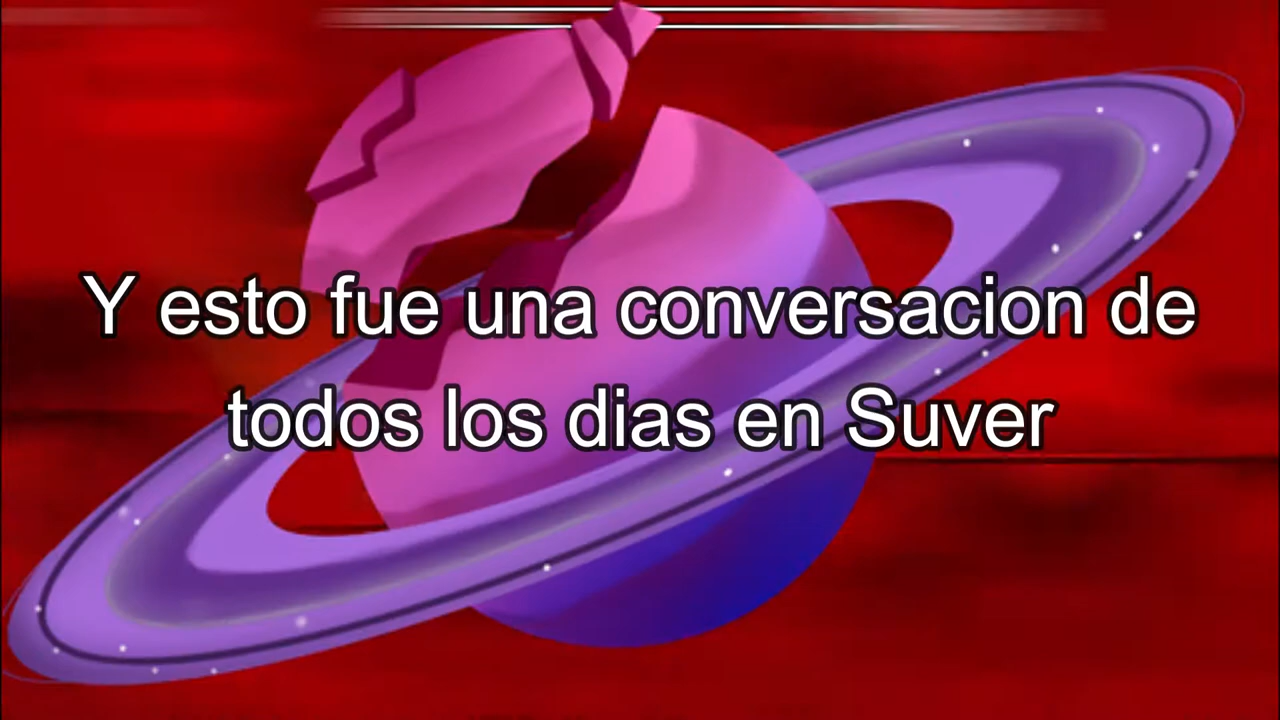 Y esto fue una conversacion de
todos los dias en Suver